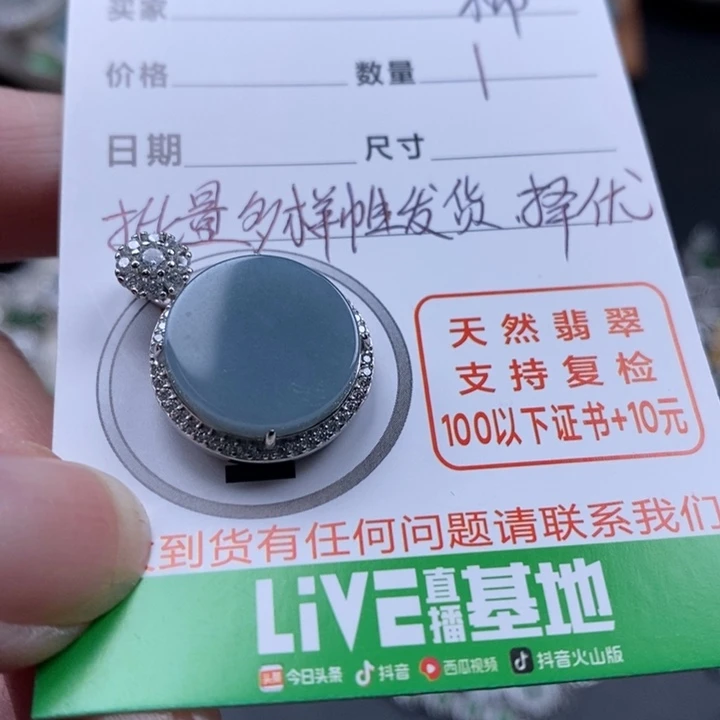 买家
价格 数量 1
日期 尺寸
批量多样 发货 择优
天然翡翠
支持复检
100以下证书+10元
到货有任何问题请联系我们
LiVE直播基地
头条 今日头条 抖音 西瓜视频 抖音火山版